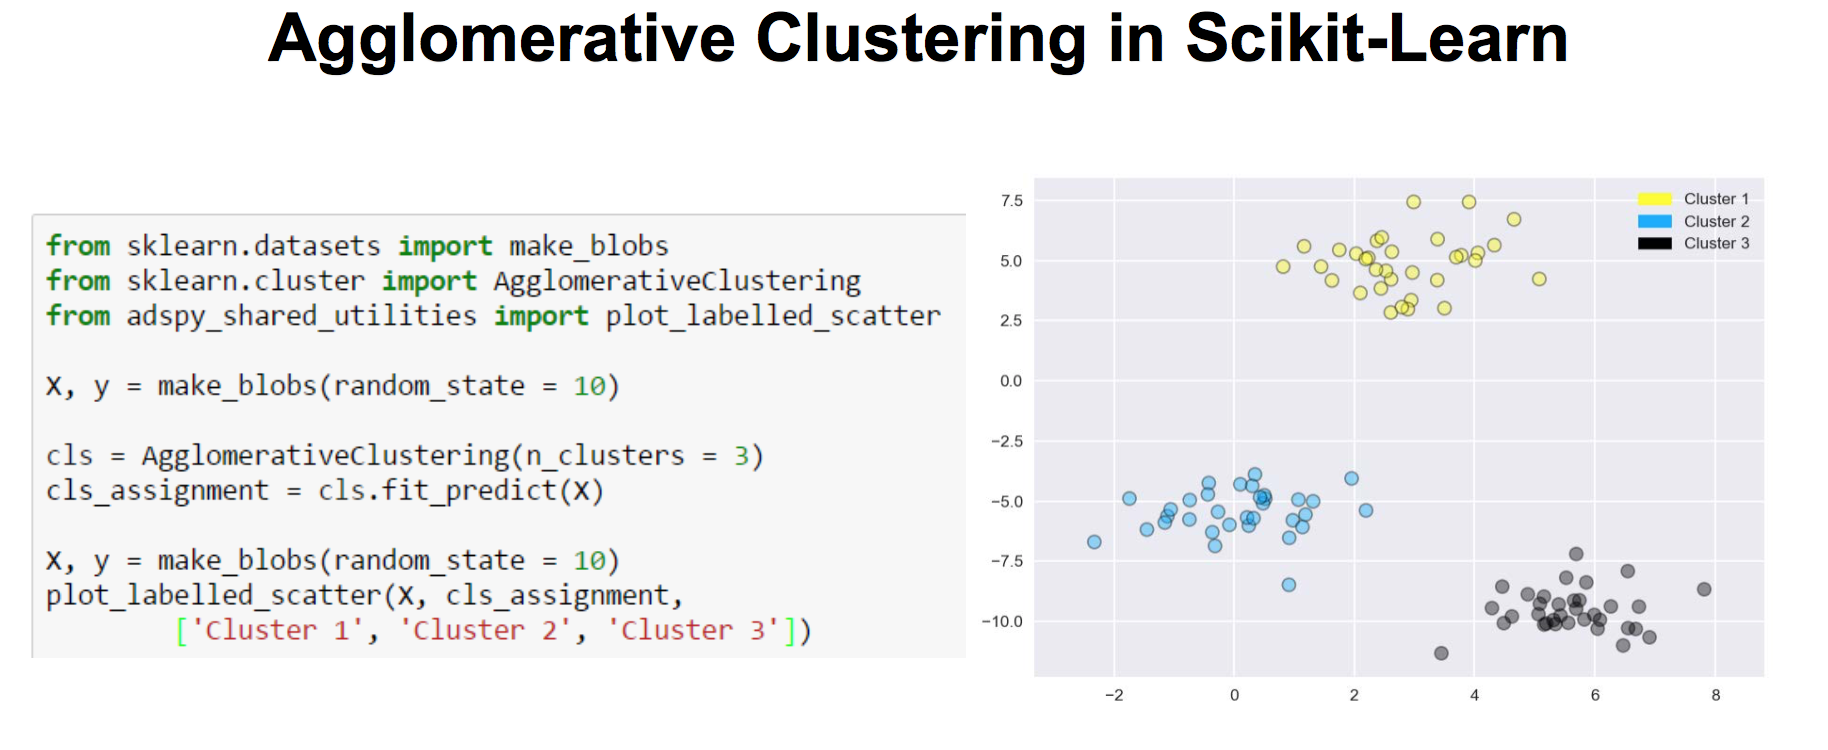 Agglomerative Clustering in Scikit-Learn
from sklearn.datasets import make_blobs
from sklearn.cluster import AgglomerativeClustering
from adspy_shared_utilities import plot_labelled_scatter
X, y = make_blobs(random_state = 10)
cls = AgglomerativeClustering(n_clusters = 3)
cls_assignment = cls.fit_predict(X)
X, y = make_blobs(random_state = 10)
plot_labelled_scatter(X, cls_assignment,
['Cluster 1', 'Cluster 2', 'Cluster 3'])
Cluster 1
Cluster 2
Cluster 3
7.5
5.0
2.5
0.0
−2.5
−5.0
−7.5
−10.0
−2 0 2 4 6 8